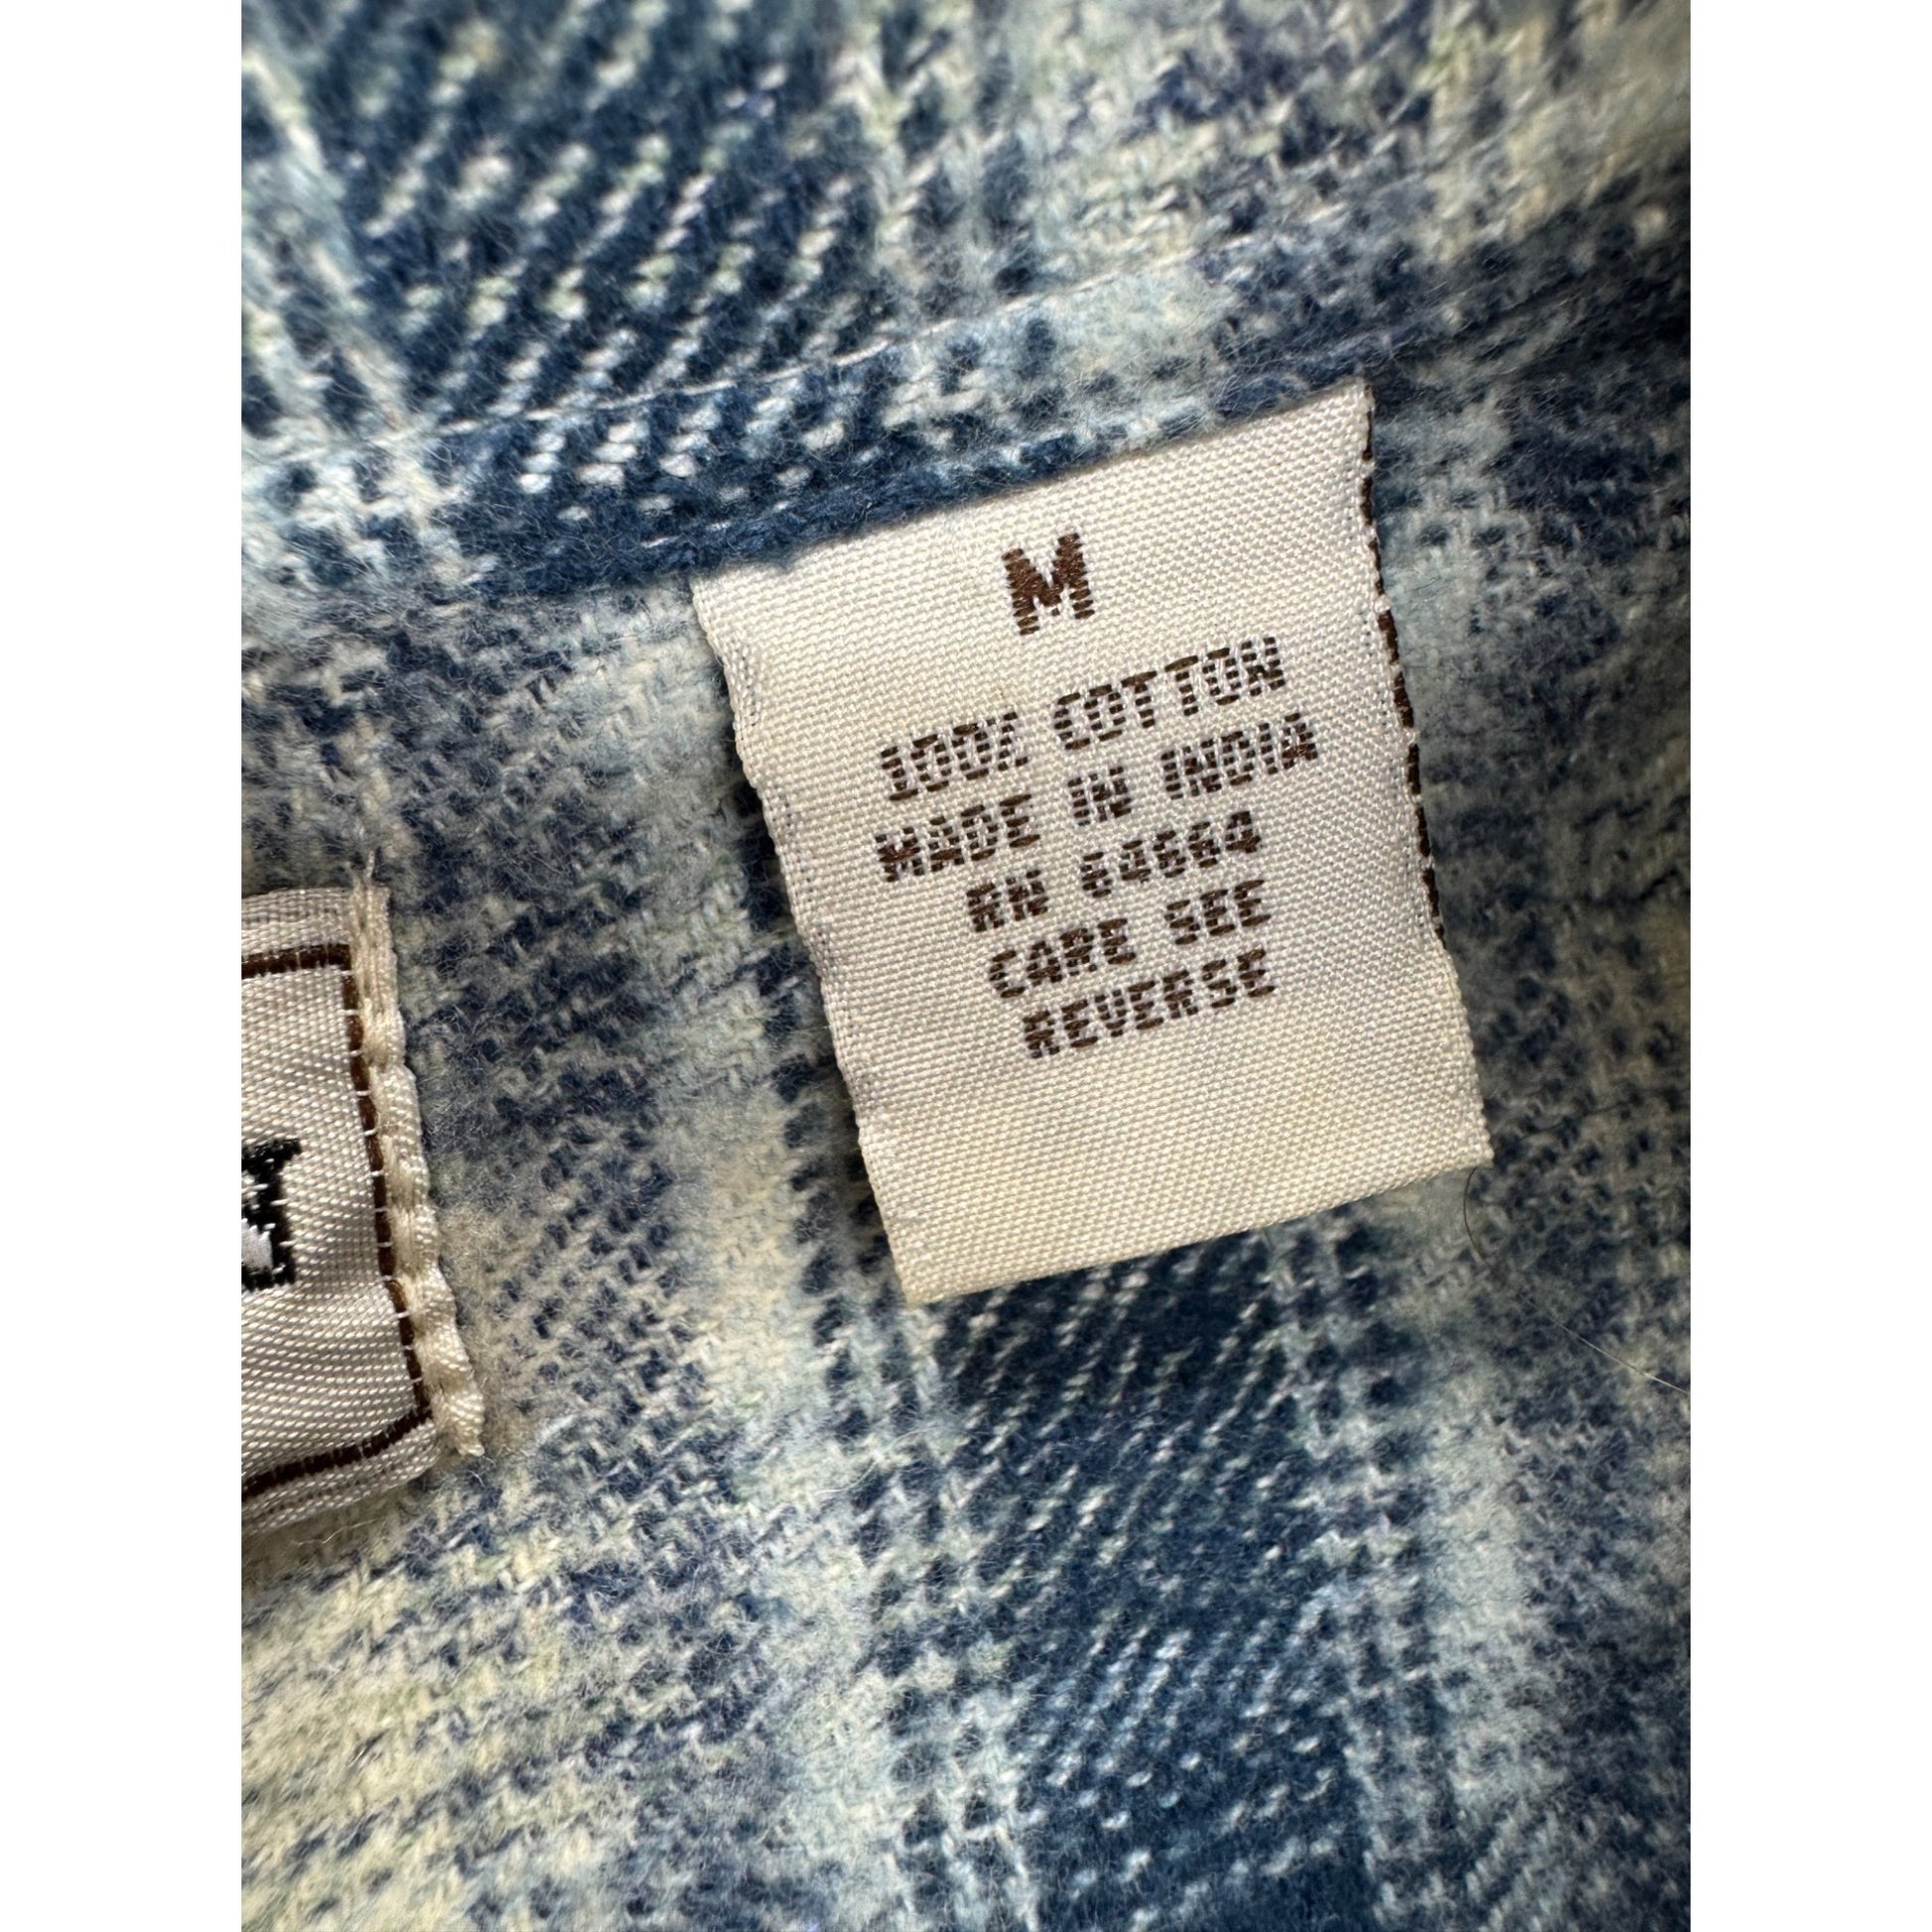 M
100% COTTON
MADE IN INDIA
RN 64664
CARE SEE
REVERSE